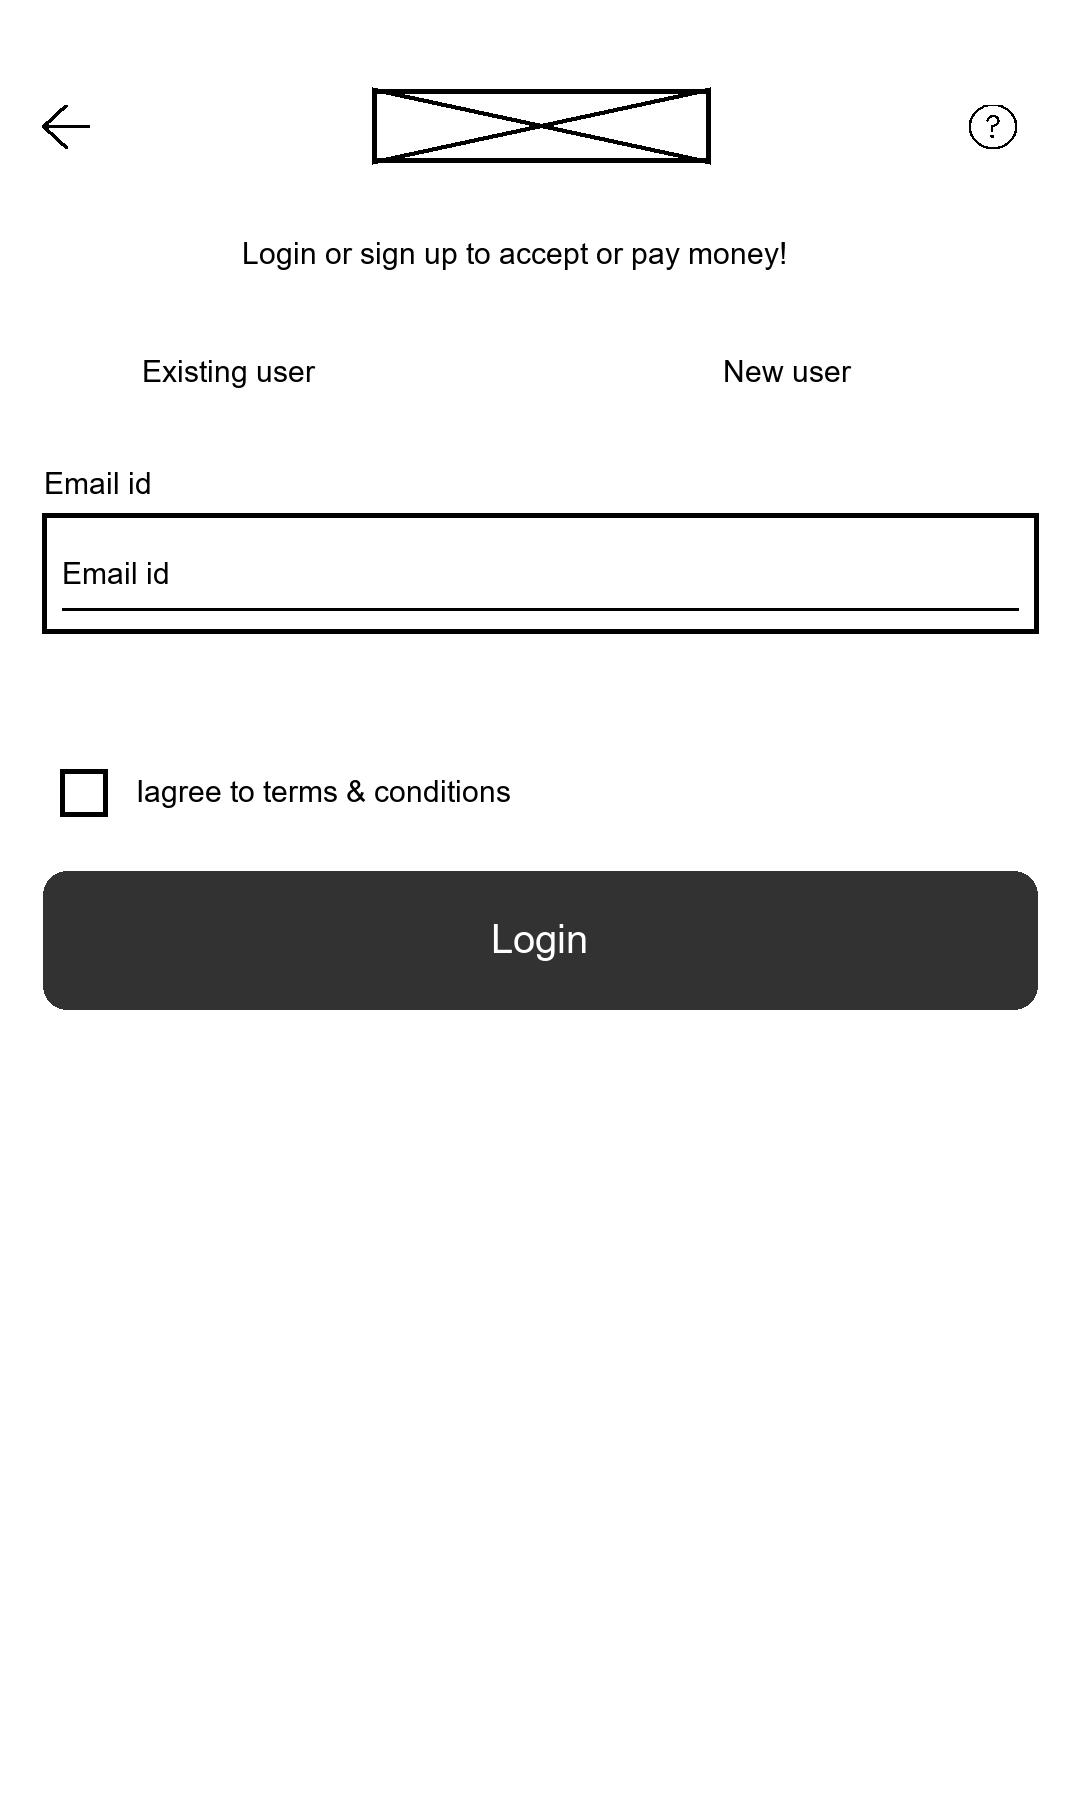 ?
Login or sign up to accept or pay money!
Existing user
New user
Email id
Email id
Iagree to terms & conditions
Login